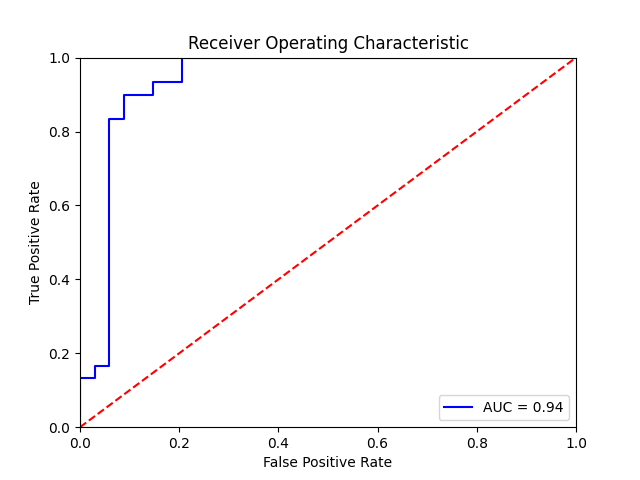 Receiver Operating Characteristic
1.0
0.8
0.6
0.4
0.2
0.0
True Positive Rate
AUC = 0.94
0.0 0.2 0.4 0.6 0.8 1.0
False Positive Rate